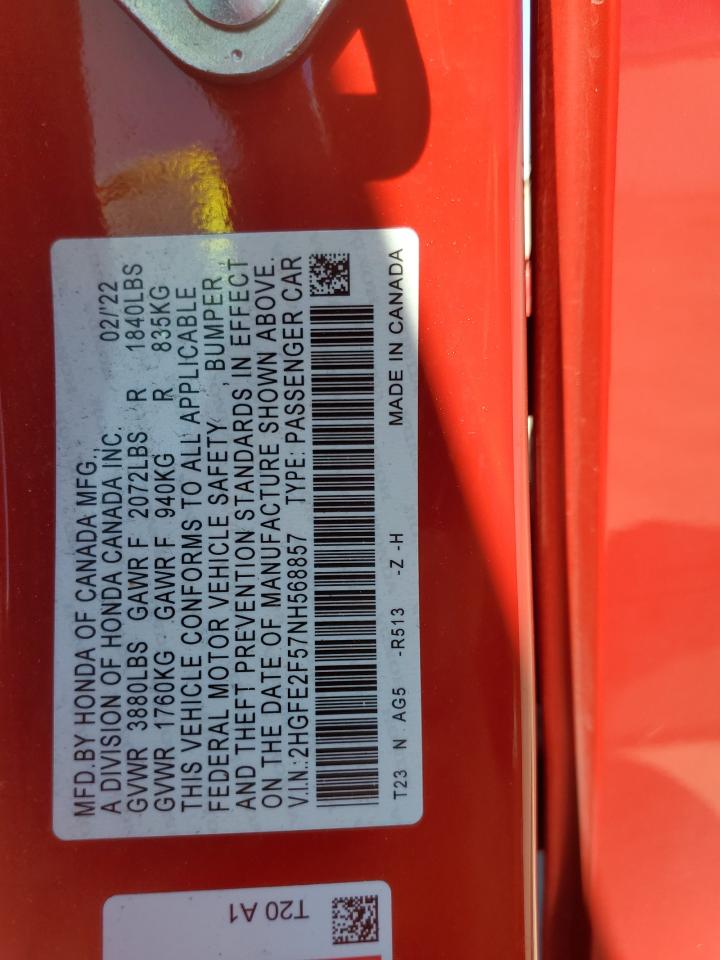 MFD.BY HONDA OF CANADA MFG., 02/'22
A DIVISION OF HONDA CANADA INC.
GVWR 3880LBS GAWR F 2072LBS R 1840LBS
GVWR 1760KG GAWR F 940KG R 835KG
THIS VEHICLE CONFORMS TO ALL APPLICABLE
FEDERAL MOTOR VEHICLE SAFETY , BUMPER ,
AND THEFT PREVENTION STANDARDS IN EFFECT
ON THE DATE OF MANUFACTURE SHOWN ABOVE.
V.I.N.:2HGFE2F57NH568857 TYPE: PASSENGER CAR
T23 N AG5 -R513 -Z -H MADE IN CANADA
T20 A1